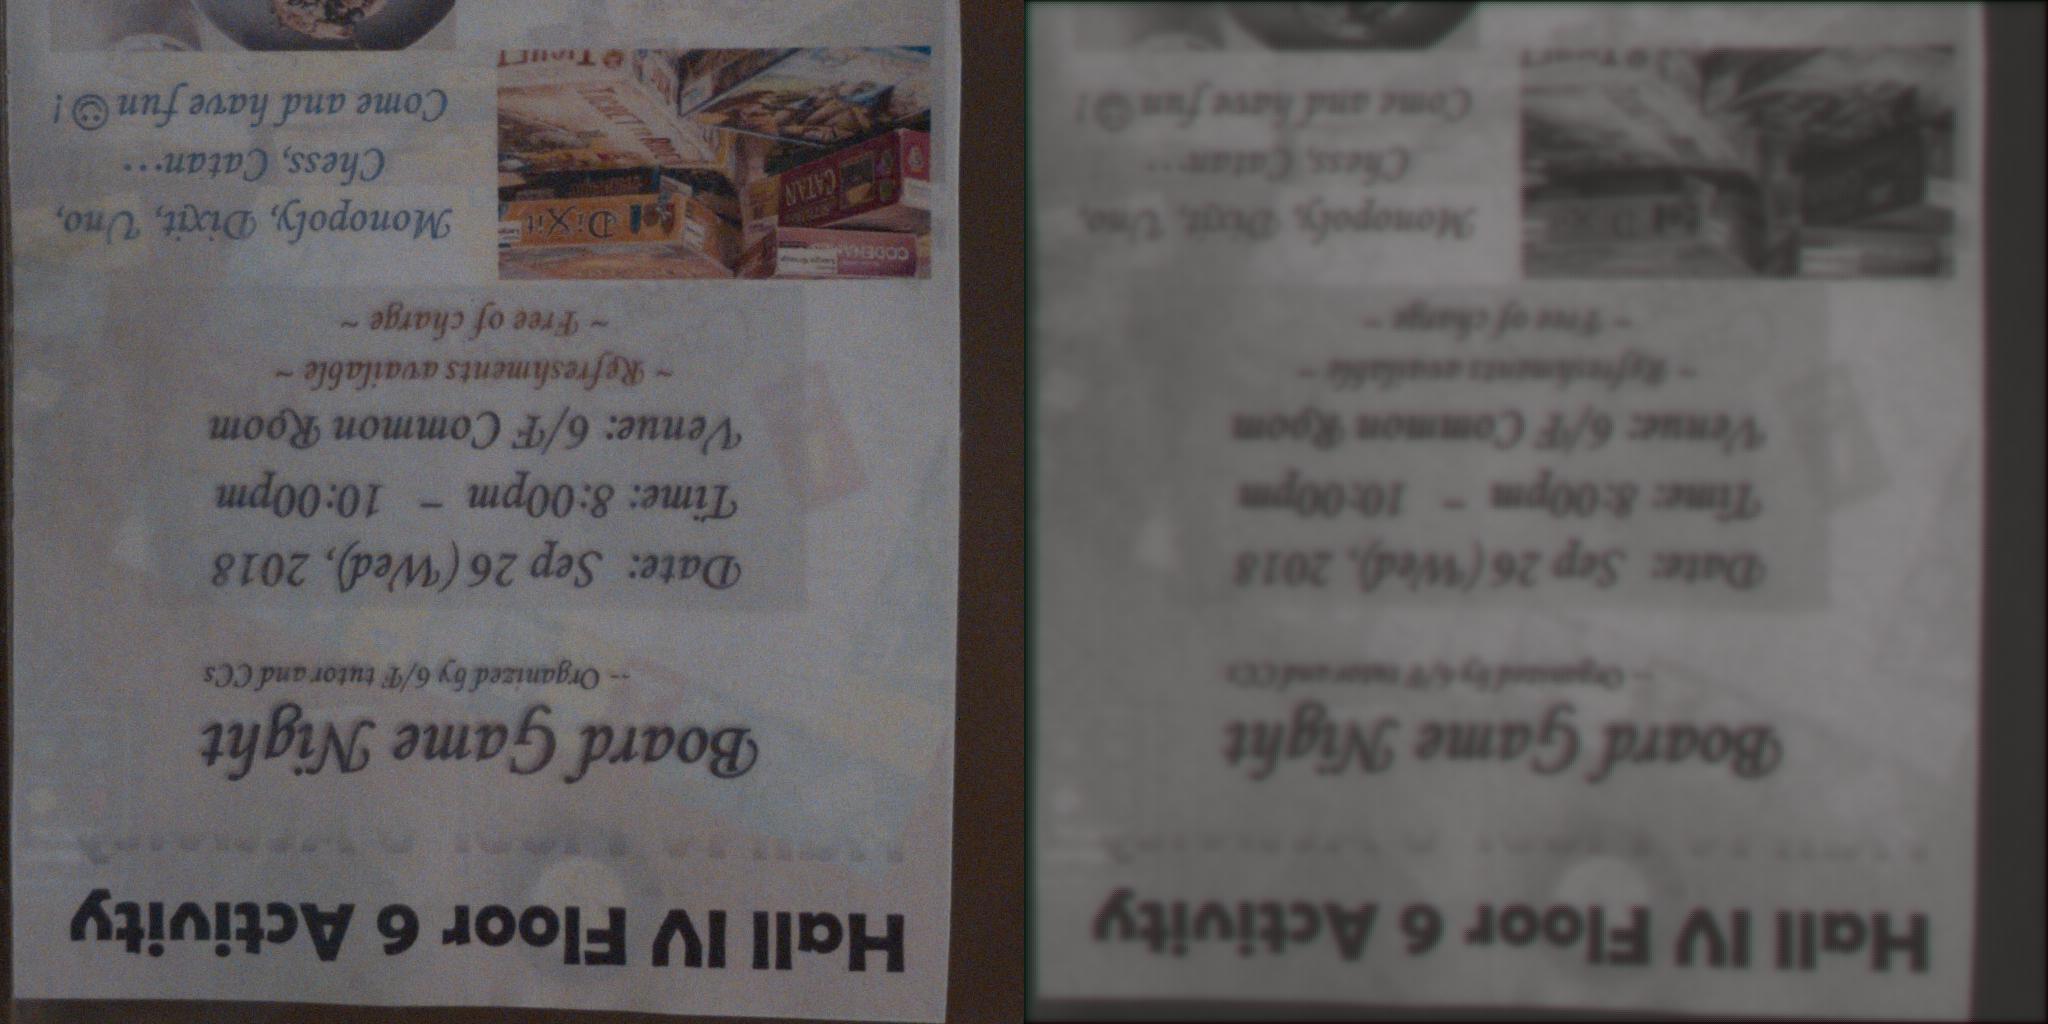 Hall IV Floor 6 Activity
Board Game Night
-- Organized by 6/F tutor and CCs
Date: Sep 26 (Wed), 2018
Time: 8:00pm – 10:00pm
Venue: 6/F Common Room
~ Refreshments available ~
~ Free of charge ~
Monopoly, Dixit, Uno,
Chess, Catan…
Come and have fun ☺!
CODENA
DiXit
CATAN
TICKET
TICKET
Hall IV Floor 6 Activity
Board Game Night
-- Organized by 6/F tutor and CCs
Date: Sep 26 (Wed), 2018
Time: 8:00pm – 10:00pm
Venue: 6/F Common Room
~ Refreshments available ~
~ Free of charge ~
Monopoly, Dixit, Uno,
Chess, Catan…
Come and have fun ☺!